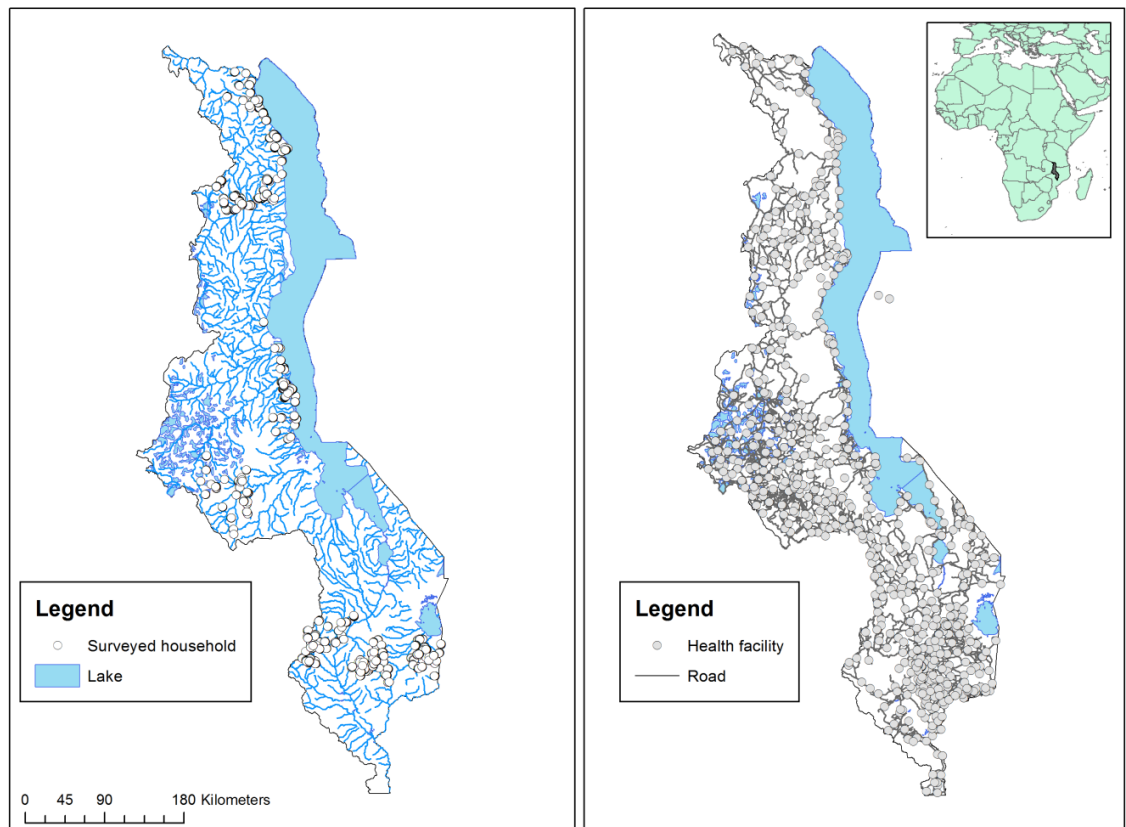 Legend
Surveyed household
Lake
0 45 90 180 Kilometers
Legend
Health facility
Road